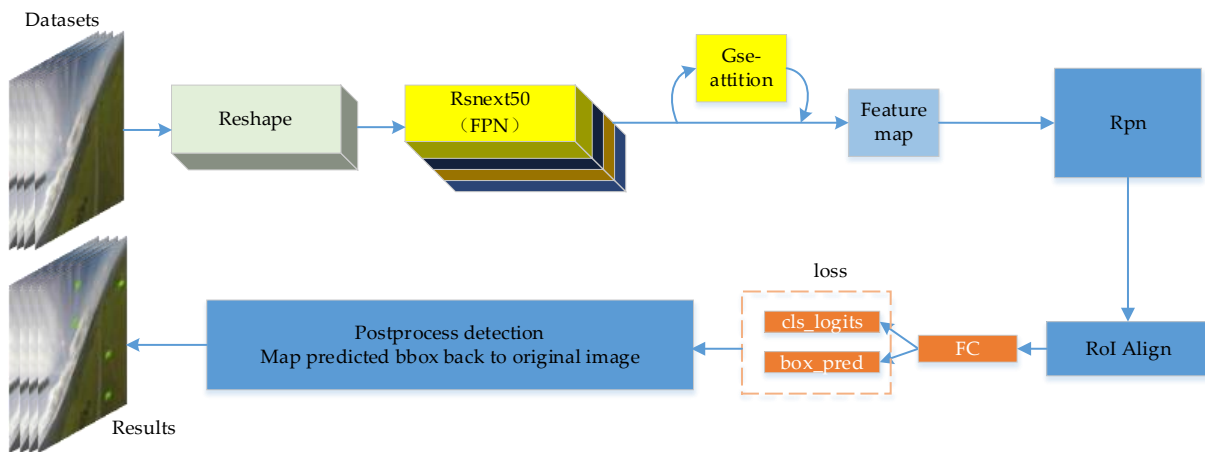 Datasets
Reshape
Rsnext50
（FPN）
Gse-
attition
Feature
map
Rpn
loss
cls_logits
box_pred
FC
RoI Align
Postprocess detection
Map predicted bbox back to original image
Results